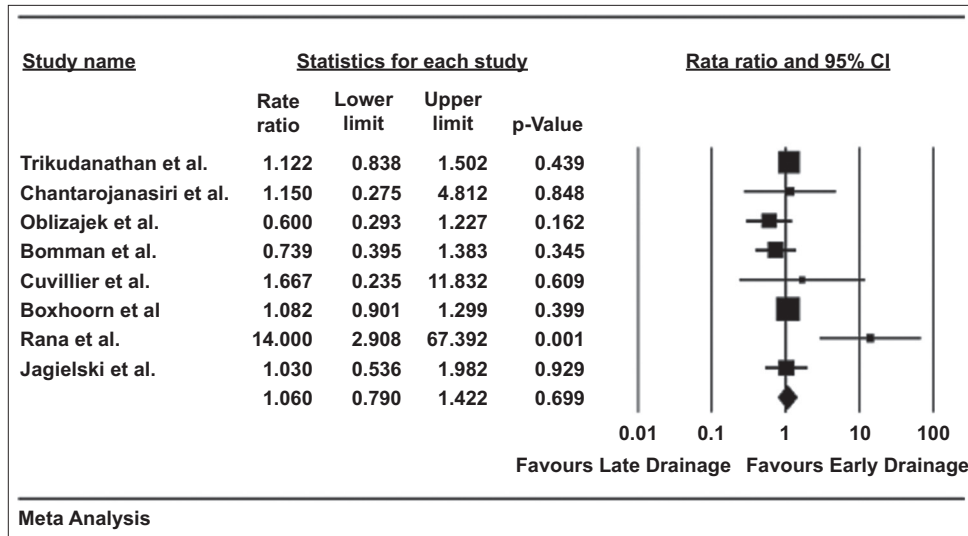 Study name Statistics for each study Rata ratio and 95% CI
Rate ratio Lower limit Upper limit p-Value
Trikudanathan et al. 1.122 0.838 1.502 0.439
Chantarojanasiri et al. 1.150 0.275 4.812 0.848
Oblizajek et al. 0.600 0.293 1.227 0.162
Bomman et al. 0.739 0.395 1.383 0.345
Cuvillier et al. 1.667 0.235 11.832 0.609
Boxhoorn et al 1.082 0.901 1.299 0.399
Rana et al. 14.000 2.908 67.392 0.001
Jagielski et al. 1.030 0.536 1.982 0.929
1.060 0.790 1.422 0.699
0.01 0.1 1 10 100
Favours Late Drainage Favours Early Drainage
Meta Analysis